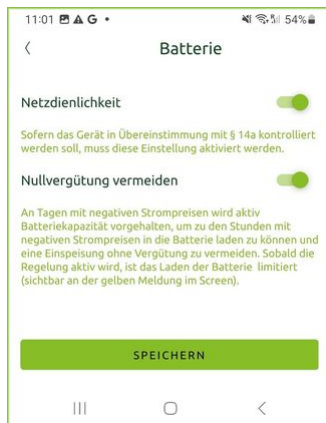 11:01 G •
54%
Batterie
Netzdienlichkeit
Sofern das Gerät in Übereinstimmung mit § 14a kontrolliert
werden soll, muss diese Einstellung aktiviert werden.
Nullvergütung vermeiden
An Tagen mit negativen Strompreisen wird aktiv
Batteriekapazität vorgehalten, um zu den Stunden mit
negativen Strompreisen in die Batterie laden zu können und
eine Einspeisung ohne Vergütung zu vermeiden. Sobald die
Regelung aktiv wird, ist das Laden der Batterie limitiert
(sichtbar an der gelben Meldung im Screen).
SPEICHERN